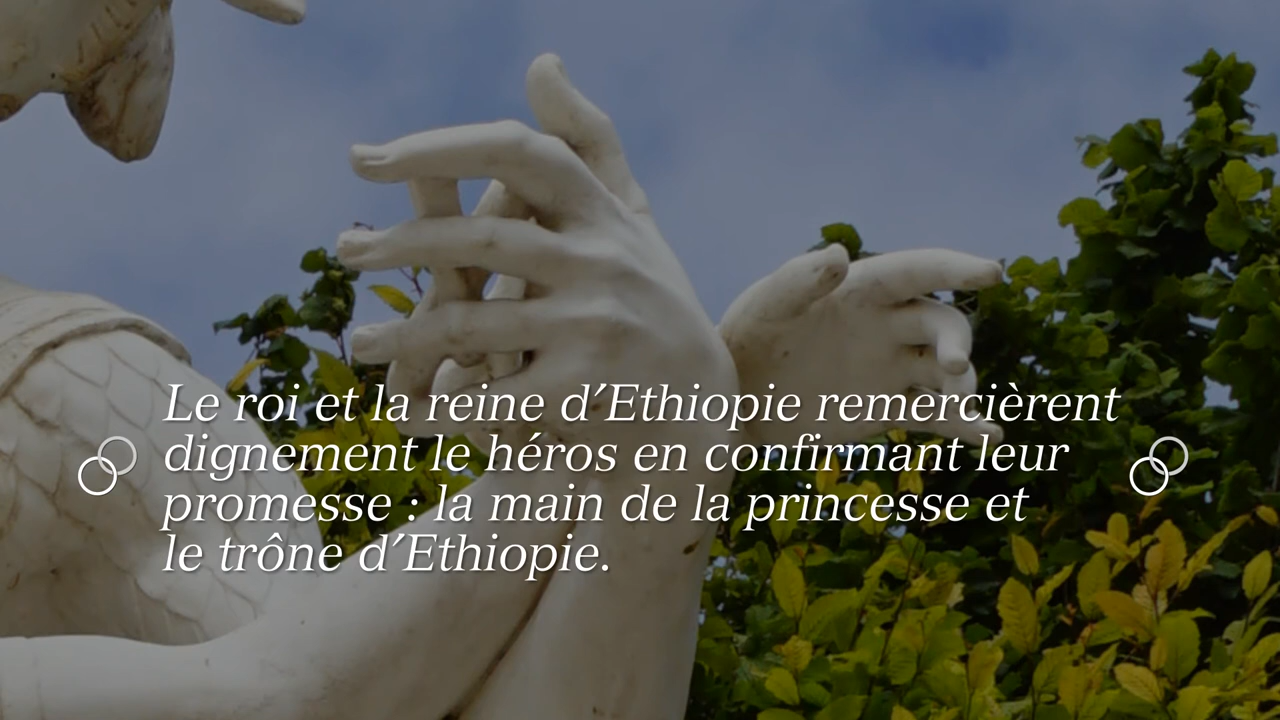 Le roi et la reine d′Ethiopie remercièrent
dignement le héros en confirmant leur
promesse : la main de la princesse et
le trône d′Ethiopie.